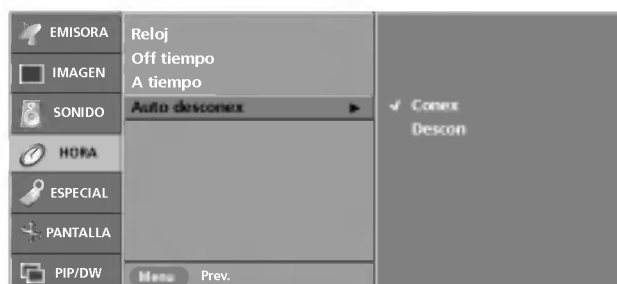 EMISORA
IMAGEN
SONIDO
HORA
ESPECIAL
PANTALLA
PIP/DW
Reloj
Off tiempo
A tiempo
Auto desconex
Menu Prev.
Conex
Descon